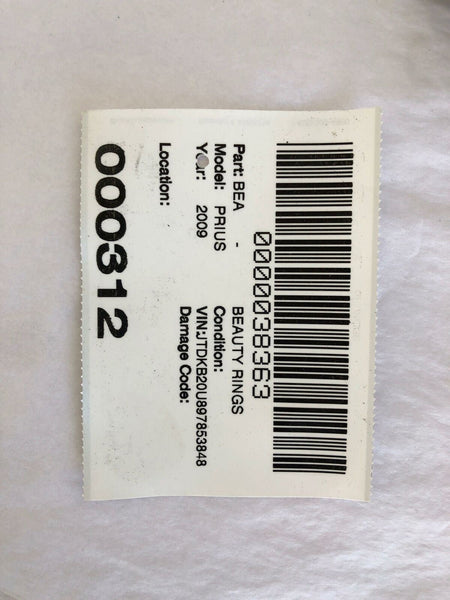 0000038363
Part: BEA - BEAUTY RINGS
Model: PRIUS Condition:
Year: 2009 VIN:JTDKB20U897853848
Damage Code:
Location:
000312